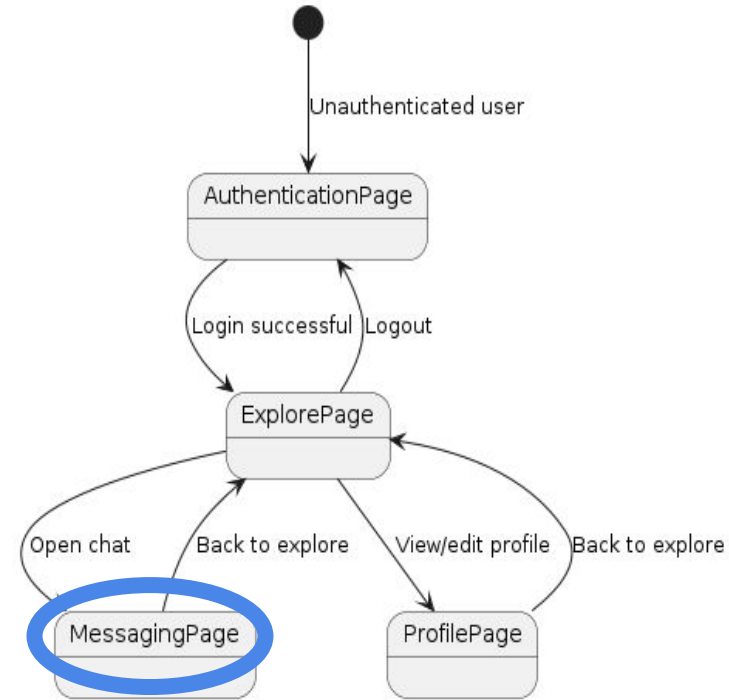 Unauthenticated user
AuthenticationPage
Login successful
Logout
ExplorePage
Open chat
Back to explore
View/edit profile
Back to explore
MessagingPage
ProfilePage